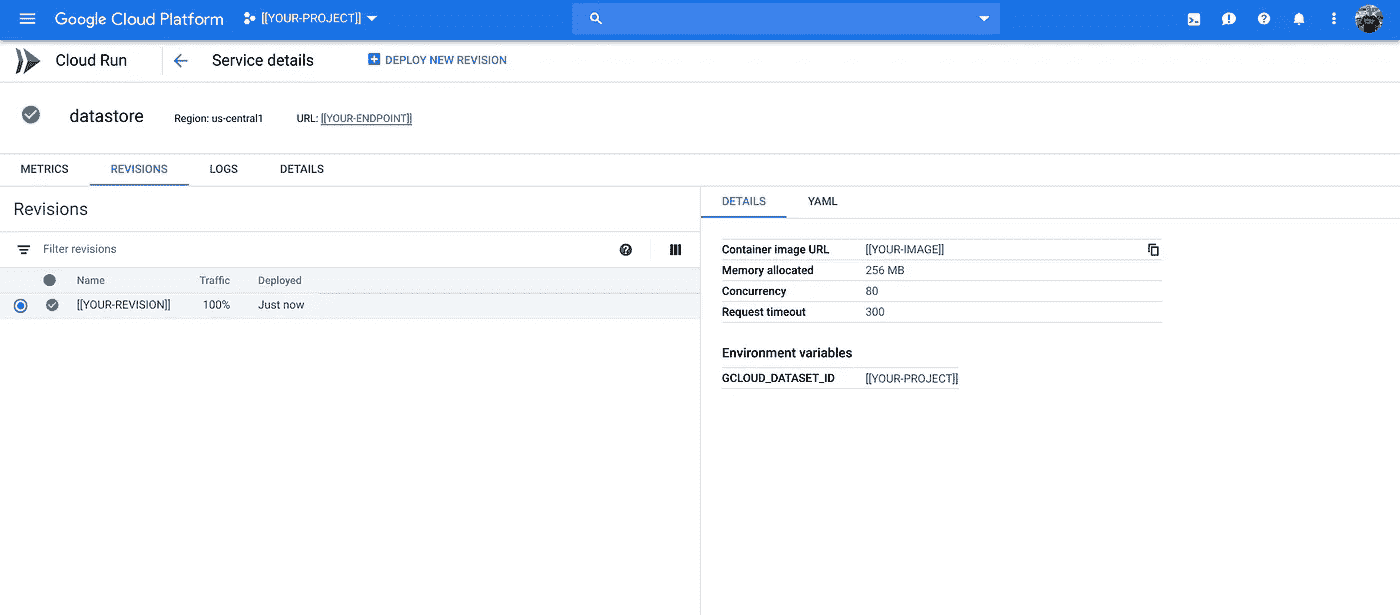 Google Cloud Platform [[YOUR-PROJECT]]
Cloud Run Service details DEPLOY NEW REVISION
datastore Region: us-central1 URL: [[YOUR-ENDPOINT]]
METRICS REVISIONS LOGS DETAILS
Revisions
Filter revisions
Name Traffic Deployed
[[YOUR-REVISION]] 100% Just now
DETAILS YAML
Container image URL [[YOUR-IMAGE]]
Memory allocated 256 MB
Concurrency 80
Request timeout 300
Environment variables
GCLOUD_DATASET_ID [[YOUR-PROJECT]]